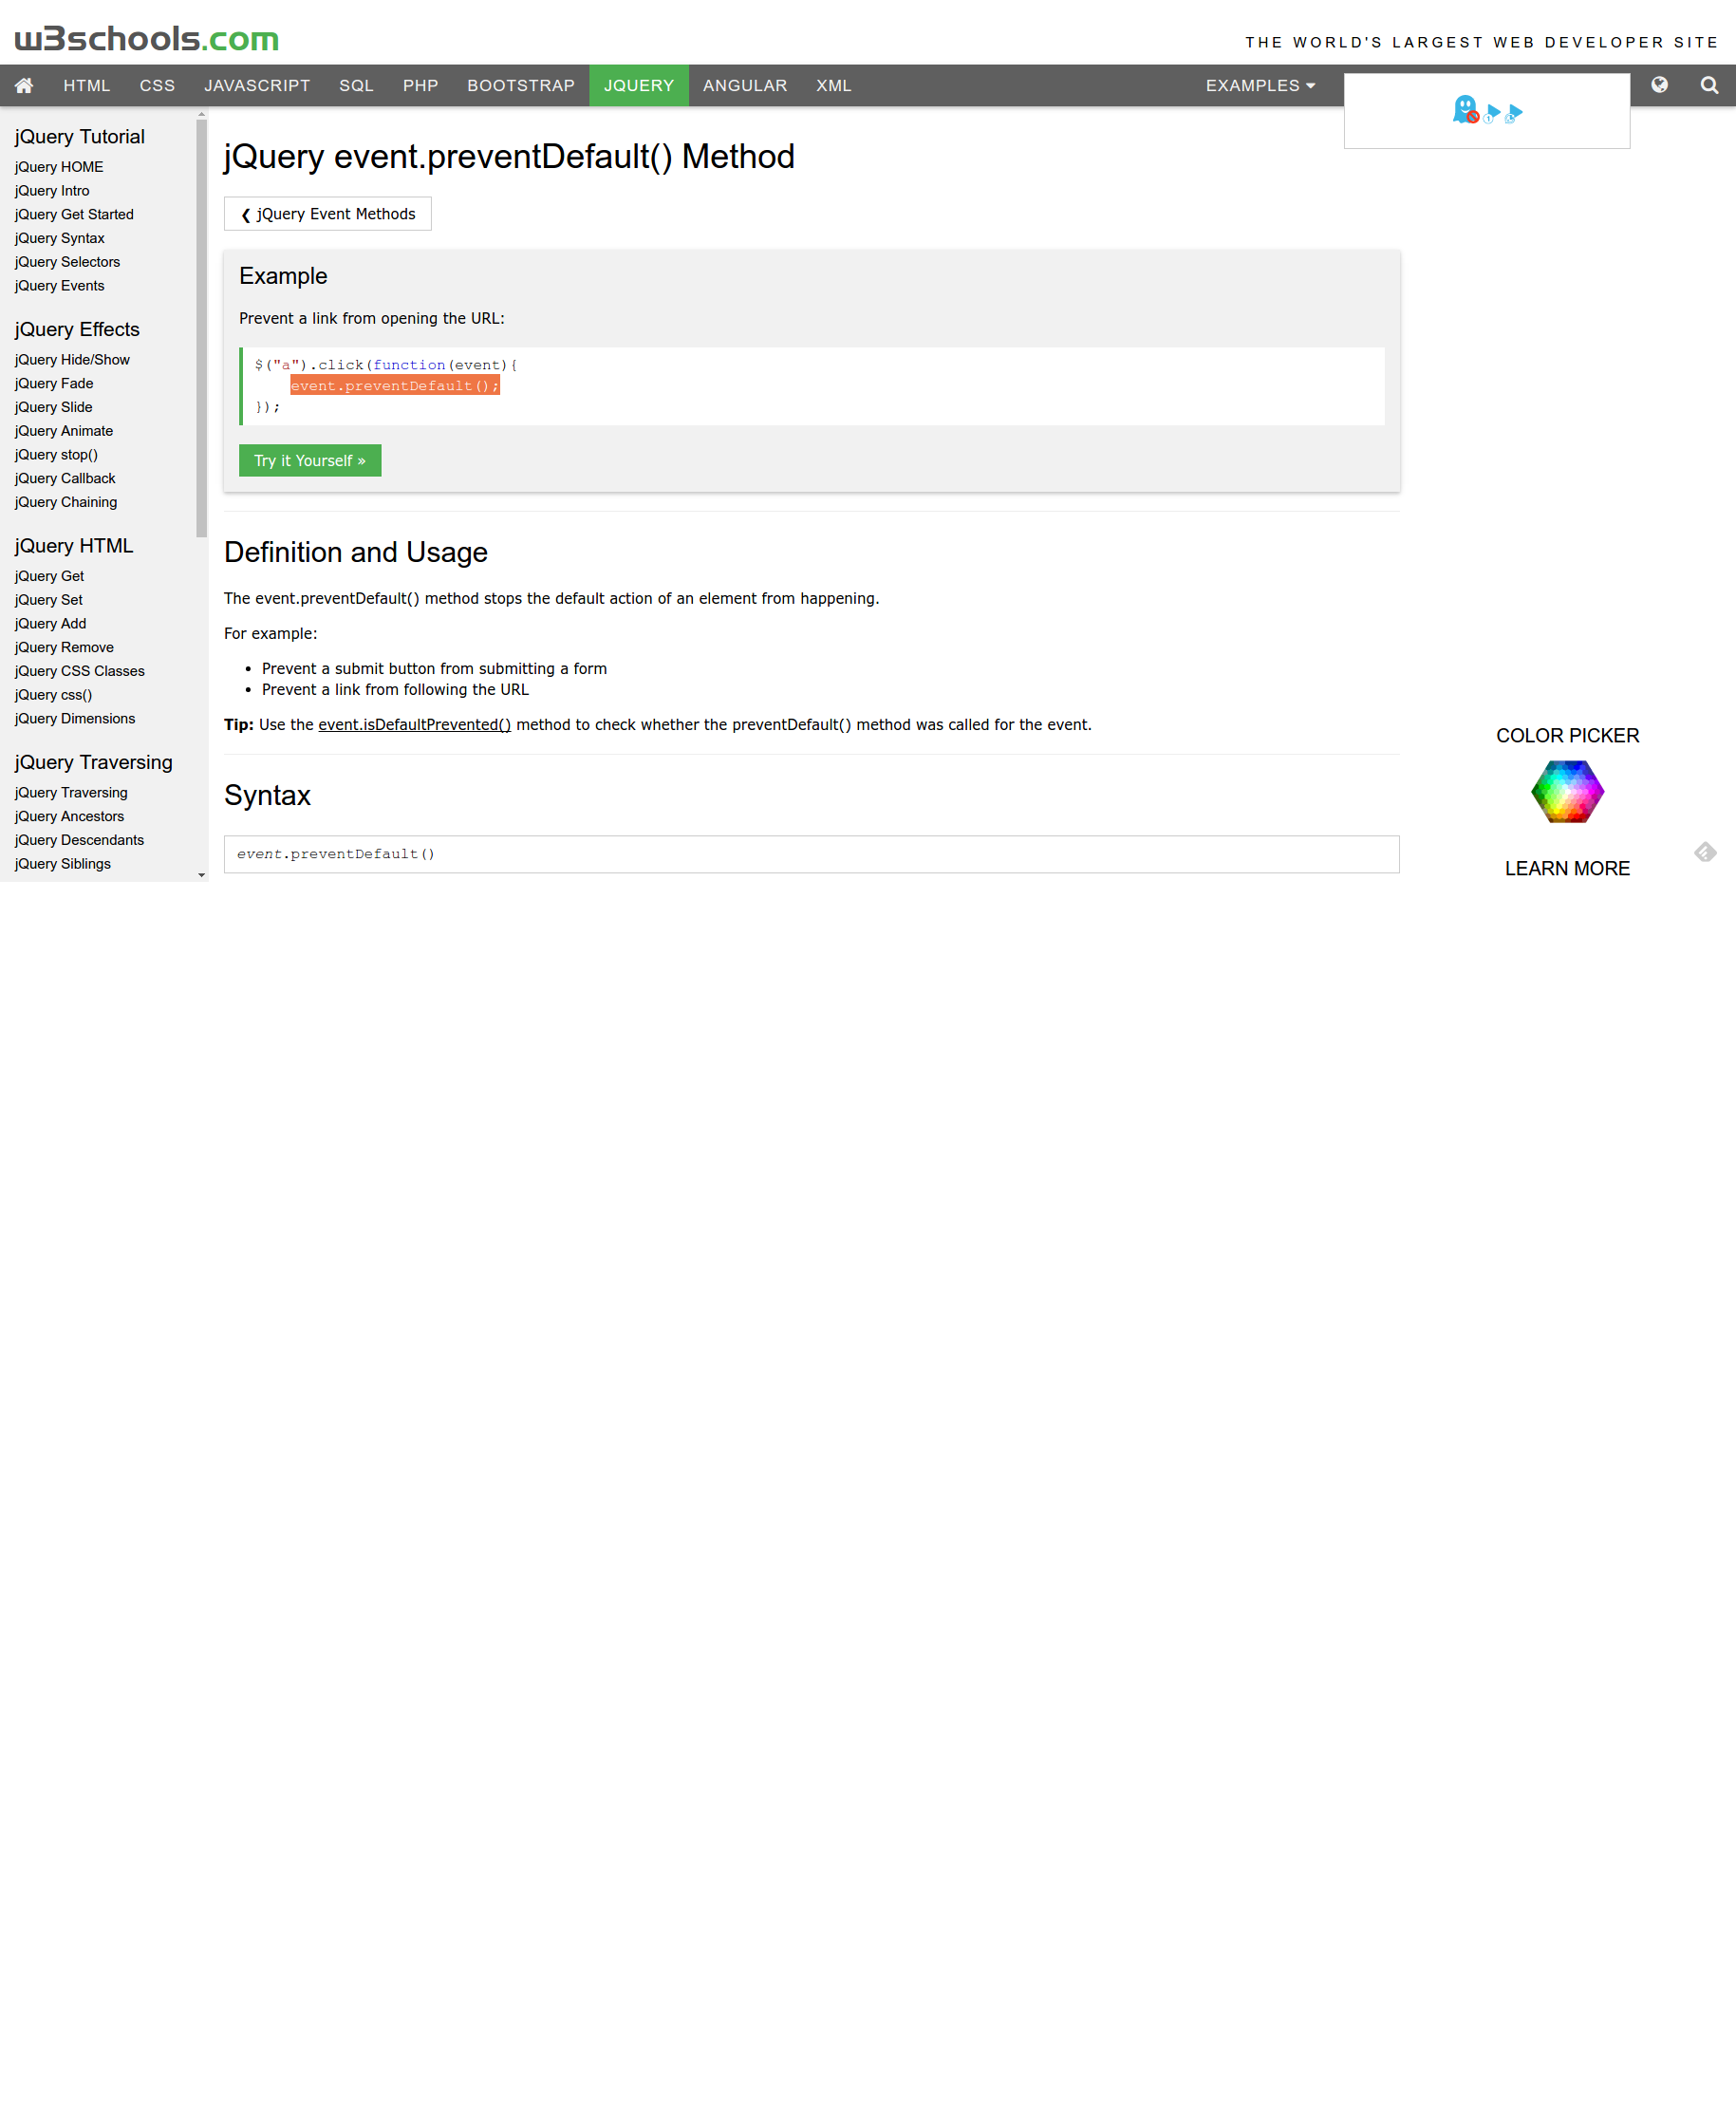 w3schools.com
THE WORLD'S LARGEST WEB DEVELOPER SITE
HTML CSS JAVASCRIPT SQL PHP BOOTSTRAP JQUERY ANGULAR XML EXAMPLES
jQuery Tutorial
jQuery HOME
jQuery Intro
jQuery Get Started
jQuery Syntax
jQuery Selectors
jQuery Events
jQuery Effects
jQuery Hide/Show
jQuery Fade
jQuery Slide
jQuery Animate
jQuery stop()
jQuery Callback
jQuery Chaining
jQuery HTML
jQuery Get
jQuery Set
jQuery Add
jQuery Remove
jQuery CSS Classes
jQuery css()
jQuery Dimensions
jQuery Traversing
jQuery Traversing
jQuery Ancestors
jQuery Descendants
jQuery Siblings
jQuery event.preventDefault() Method
❮ jQuery Event Methods
Example
Prevent a link from opening the URL:
$("a").click(function(event){
event.preventDefault();
});
Try it Yourself »
Definition and Usage
The event.preventDefault() method stops the default action of an element from happening.
For example:
• Prevent a submit button from submitting a form
• Prevent a link from following the URL
Tip: Use the event.isDefaultPrevented() method to check whether the preventDefault() method was called for the event.
Syntax
event.preventDefault()
COLOR PICKER
LEARN MORE